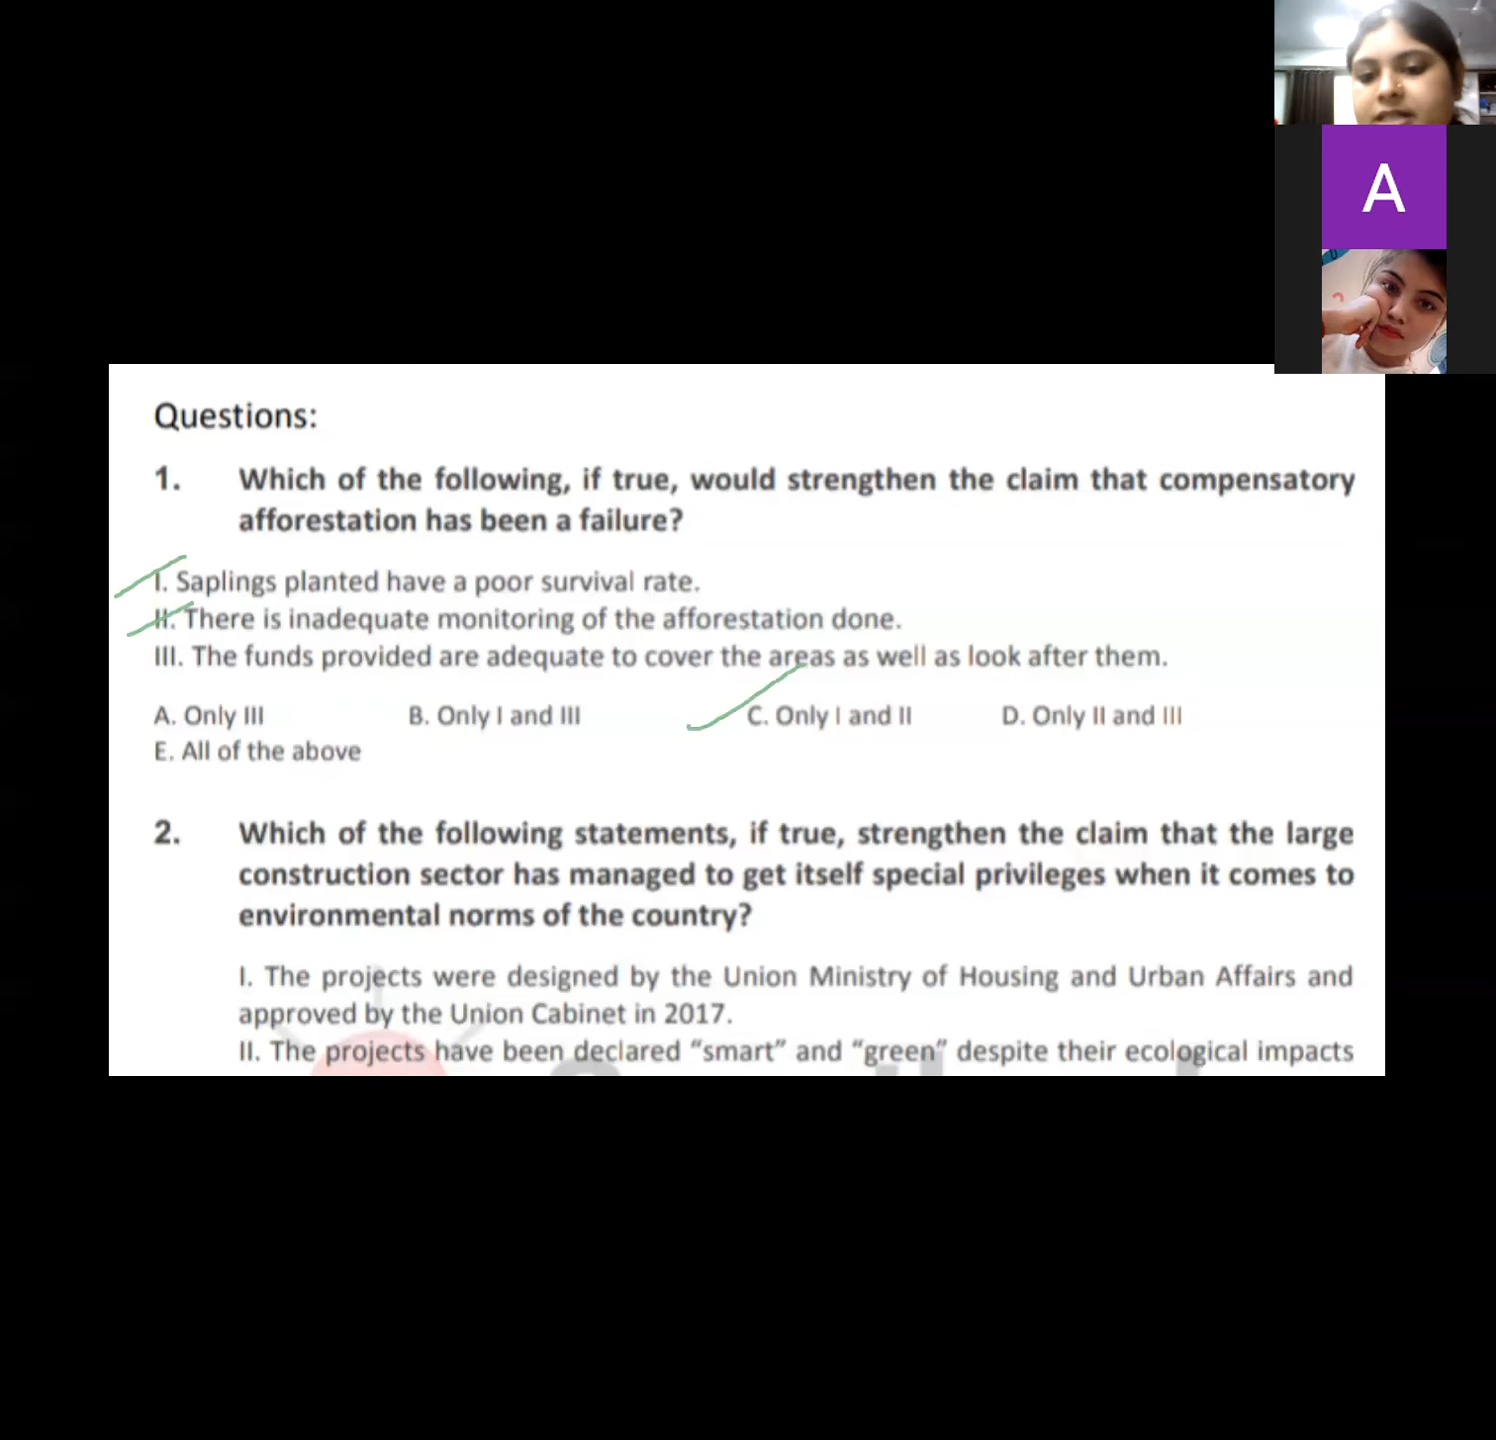 A
Questions:
1. Which of the following, if true, would strengthen the claim that compensatory
afforestation has been a failure?
I. Saplings planted have a poor survival rate.
II. There is inadequate monitoring of the afforestation done.
III. The funds provided are adequate to cover the areas as well as look after them.
A. Only III B. Only I and III C. Only I and II D. Only II and III
E. All of the above
2. Which of the following statements, if true, strengthen the claim that the large
construction sector has managed to get itself special privileges when it comes to
environmental norms of the country?
I. The projects were designed by the Union Ministry of Housing and Urban Affairs and
approved by the Union Cabinet in 2017.
II. The projects have been declared “smart” and “green” despite their ecological impacts